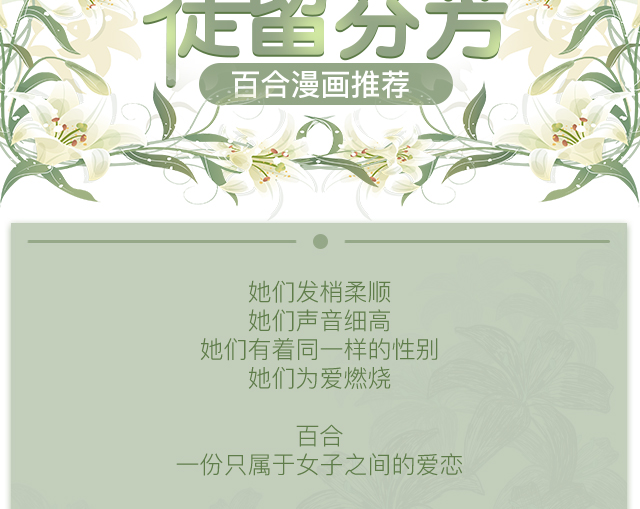 徒留芬芳
百合漫画推荐
她们发梢柔顺
她们声音细高
她们有着同一样的性别
她们为爱燃烧
百合
一份只属于女子之间的爱恋